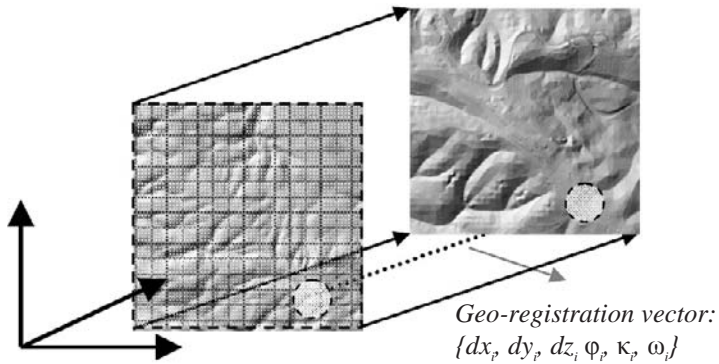 Geo-registration vector:
{dxᵢ, dyᵢ, dzᵢ φᵢ, κᵢ, ωᵢ}